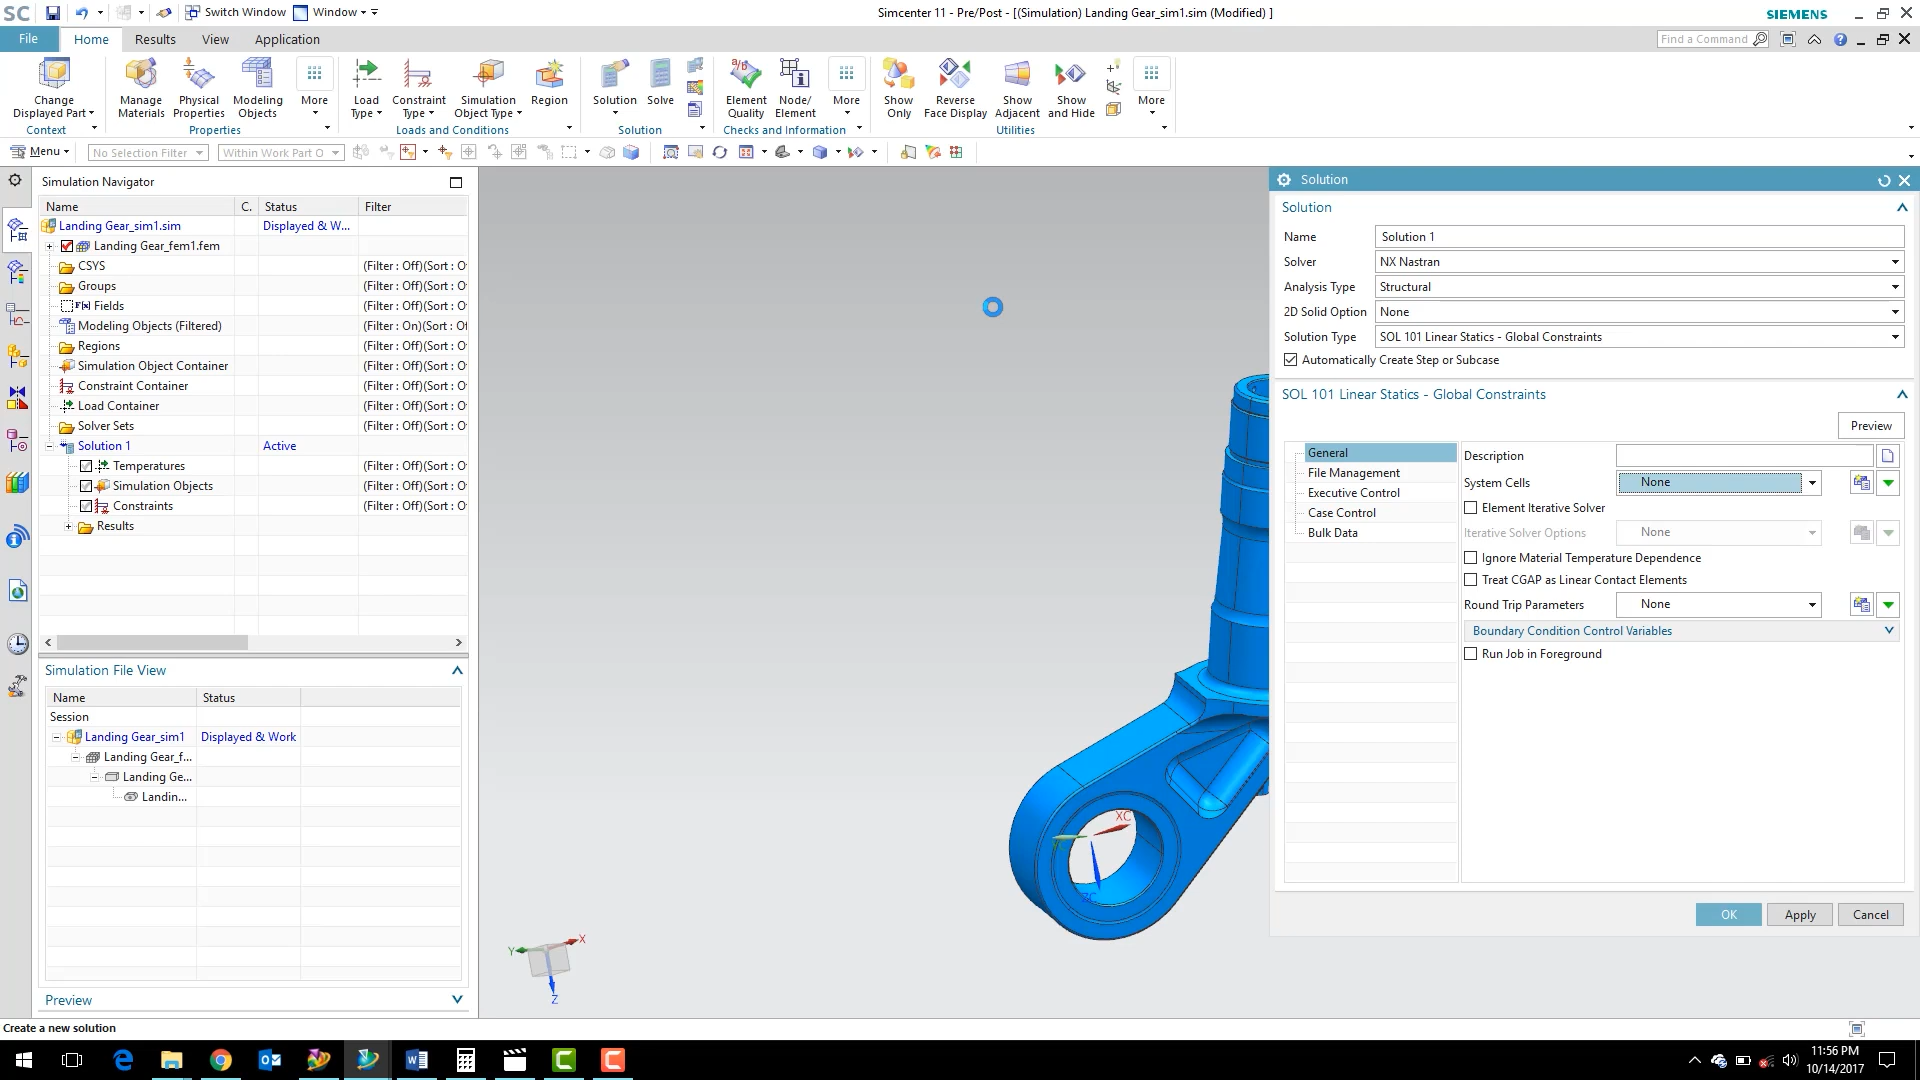 SC Switch Window Window Simcenter 11 - Pre/Post - [(Simulation) Landing Gear_sim1.sim (Modified) ] SIEMENS
File Home Results View Application Find a Command
Change Displayed Part
Manage Materials
Physical Properties
Modeling Objects
More
Load Type
Constraint Type
Simulation Object Type
Region
Solution
Solve
Element Quality
Node/ Element
More
Show Only
Reverse Face Display
Show Adjacent
Show and Hide
More
Context Properties Loads and Conditions Solution Checks and Information Utilities
Menu No Selection Filter Within Work Part O
Simulation Navigator
Name C. Status Filter
Landing Gear_sim1.sim Displayed & W...
Landing Gear_fem1.fem
CSYS (Filter : Off)(Sort : O
Groups (Filter : Off)(Sort : O
Fields (Filter : Off)(Sort : O
Modeling Objects (Filtered) (Filter : On)(Sort : Of
Regions (Filter : Off)(Sort : O
Simulation Object Container (Filter : Off)(Sort : O
Constraint Container (Filter : Off)(Sort : O
Load Container (Filter : Off)(Sort : O
Solver Sets (Filter : Off)(Sort : O
Solution 1 Active
Temperatures (Filter : Off)(Sort : O
Simulation Objects (Filter : Off)(Sort : O
Constraints (Filter : Off)(Sort : O
Results
Simulation File View
Name Status
Session
Landing Gear_sim1 Displayed & Work
Landing Gear_f...
Landing Ge...
Landin...
Preview
Create a new solution
XC
ZC
X
Y
Z
Solution
Solution
Name Solution 1
Solver NX Nastran
Analysis Type Structural
2D Solid Option None
Solution Type SOL 101 Linear Statics - Global Constraints
Automatically Create Step or Subcase
SOL 101 Linear Statics - Global Constraints
Preview
General
File Management
Executive Control
Case Control
Bulk Data
Description
System Cells None
Element Iterative Solver
Iterative Solver Options None
Ignore Material Temperature Dependence
Treat CGAP as Linear Contact Elements
Round Trip Parameters None
Boundary Condition Control Variables
Run Job in Foreground
OK Apply Cancel
11:56 PM
10/14/2017